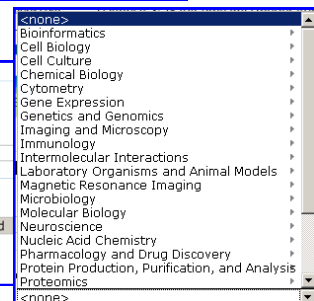 <none>
Bioinformatics
Cell Biology
Cell Culture
Chemical Biology
Cytometry
Gene Expression
Genetics and Genomics
Imaging and Microscopy
Immunology
Intermolecular Interactions
Laboratory Organisms and Animal Models
Magnetic Resonance Imaging
Microbiology
Molecular Biology
Neuroscience
Nucleic Acid Chemistry
Pharmacology and Drug Discovery
Protein Production, Purification, and Analysis
Proteomics
<none>